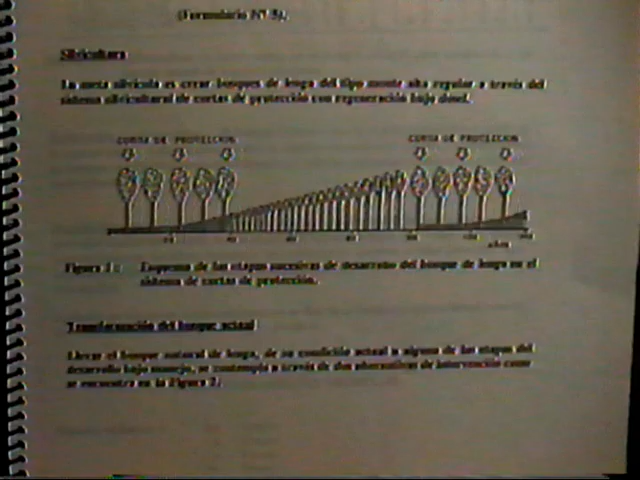 (Formulario Nº 5).
Silvicultura
La meta silvícola es crear bosques de lenga del tipo monte alto regular a través del
sistema silvicultural de cortas de protección con regeneración bajo dosel.
CORTA DE PROTECCION CORTA DE PROTECCION
años
Figura 1: Esquema de las etapas sucesivas de desarrollo del bosque de lenga en el
sistema de cortas de protección.
Transformación del bosque actual
Llevar el bosque natural de lenga, de su condición actual a alguna de las etapas del
desarrollo bajo manejo, se contempla a través de dos alternativas de intervención como
se encuentra en la Figura 2.